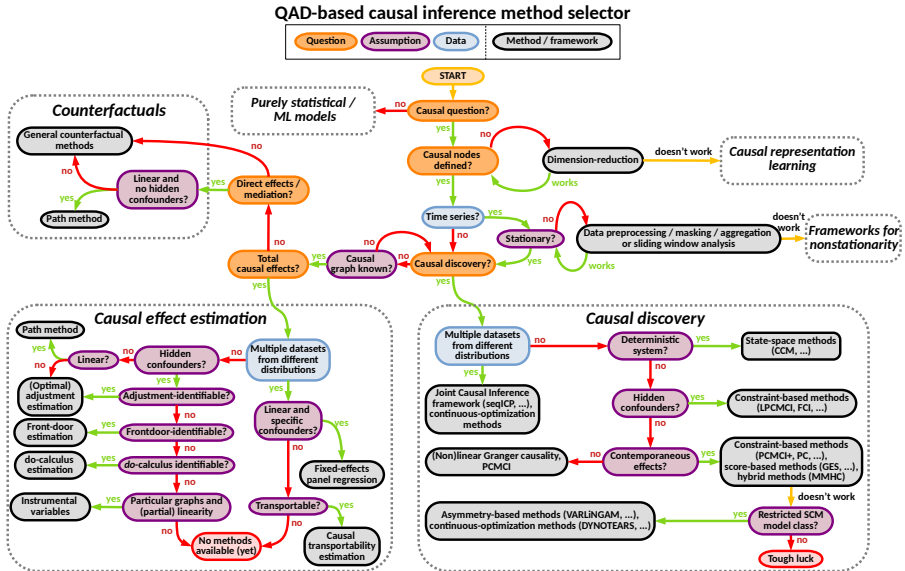 QAD-based causal inference method selector
Question
Assumption
Data
Method / framework
START
Causal question?
no
yes
Purely statistical /
ML models
Counterfactuals
General counterfactual
methods
no
Linear and
no hidden
confounders?
yes
Path method
yes
Direct effects /
mediation?
no
no
Causal nodes
defined?
no
yes
Dimension-reduction
works
doesn't work
Causal representation
learning
Time series?
yes
no
Stationary?
no
yes
Data preprocessing / masking / aggregation
or sliding window analysis
works
doesn't
work
Frameworks for
nonstationarity
Causal discovery?
no
yes
Causal
graph known?
no
yes
Total
causal effects?
yes
Causal effect estimation
Path method
yes
Linear?
no
no
Hidden
confounders?
yes
no
Multiple datasets
from different
distributions
yes
(Optimal)
adjustment
estimation
yes
Adjustment-identifiable?
no
Front-door
estimation
yes
Frontdoor-identifiable?
no
do-calculus
estimation
yes
do-calculus identifiable?
no
Instrumental
variables
yes
Particular graphs and
(partial) linearity
no
No methods
available (yet)
Linear and
specific
confounders?
yes
no
Fixed-effects
panel regression
Transportable?
yes
no
Causal
transportability
estimation
Causal discovery
Multiple datasets
from different
distributions
no
yes
Joint Causal Inference
framework (seqICP, ...),
continuous-optimization
methods
Deterministic
system?
yes
no
State-space methods
(CCM, ...)
Hidden
confounders?
yes
no
Constraint-based methods
(LPCMCI, FCI, ...)
(Non)linear Granger causality,
PCMCI
no
Contemporaneous
effects?
yes
Constraint-based methods
(PCMCI+, PC, ...)
score-based methods (GES, ...),
hybrid methods (MMHC)
doesn't work
Asymmetry-based methods (VARLiNGAM, ...),
continuous-optimization methods (DYNOTEARS, ...)
yes
Restricted SCM
model class?
no
Tough luck